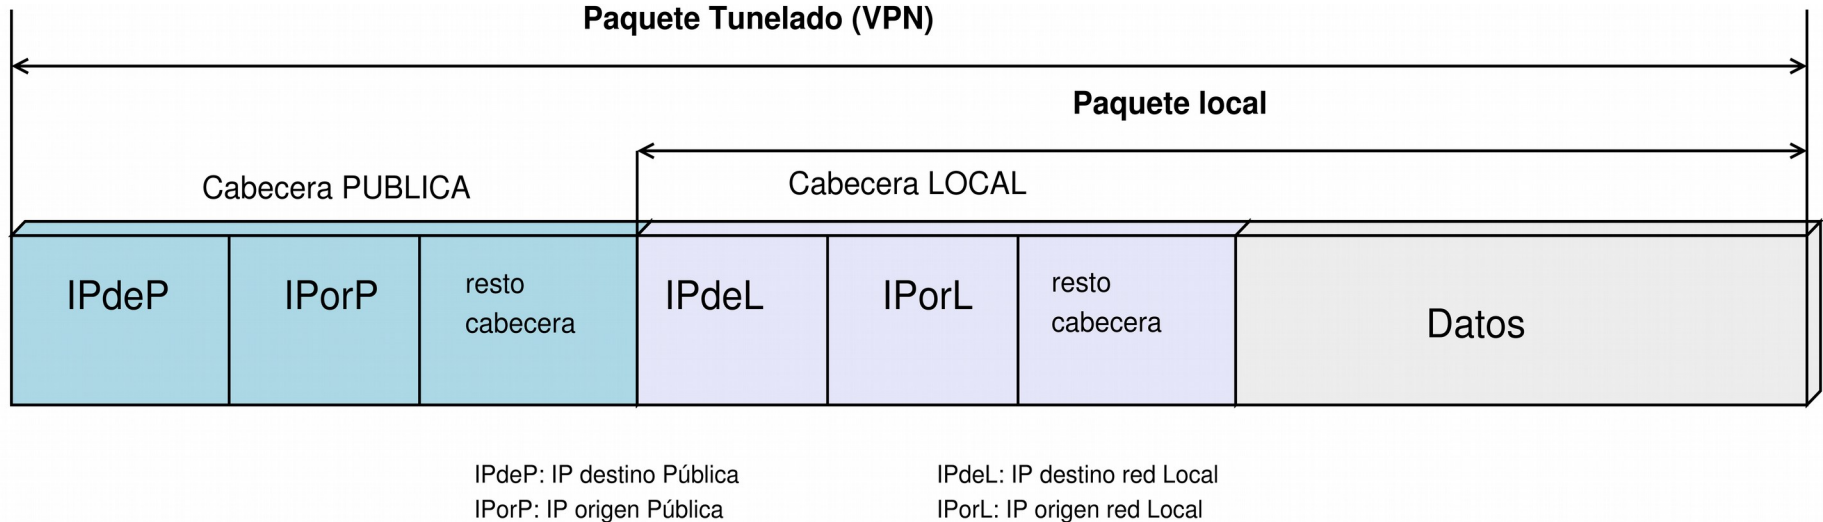 Paquete Tunelado (VPN)
Paquete local
Cabecera PUBLICA
Cabecera LOCAL
IPdeP
IPorP
resto
cabecera
IPdeL
IPorL
resto
cabecera
Datos
IPdeP: IP destino Pública
IPorP: IP origen Pública
IPdeL: IP destino red Local
IPorL: IP origen red Local